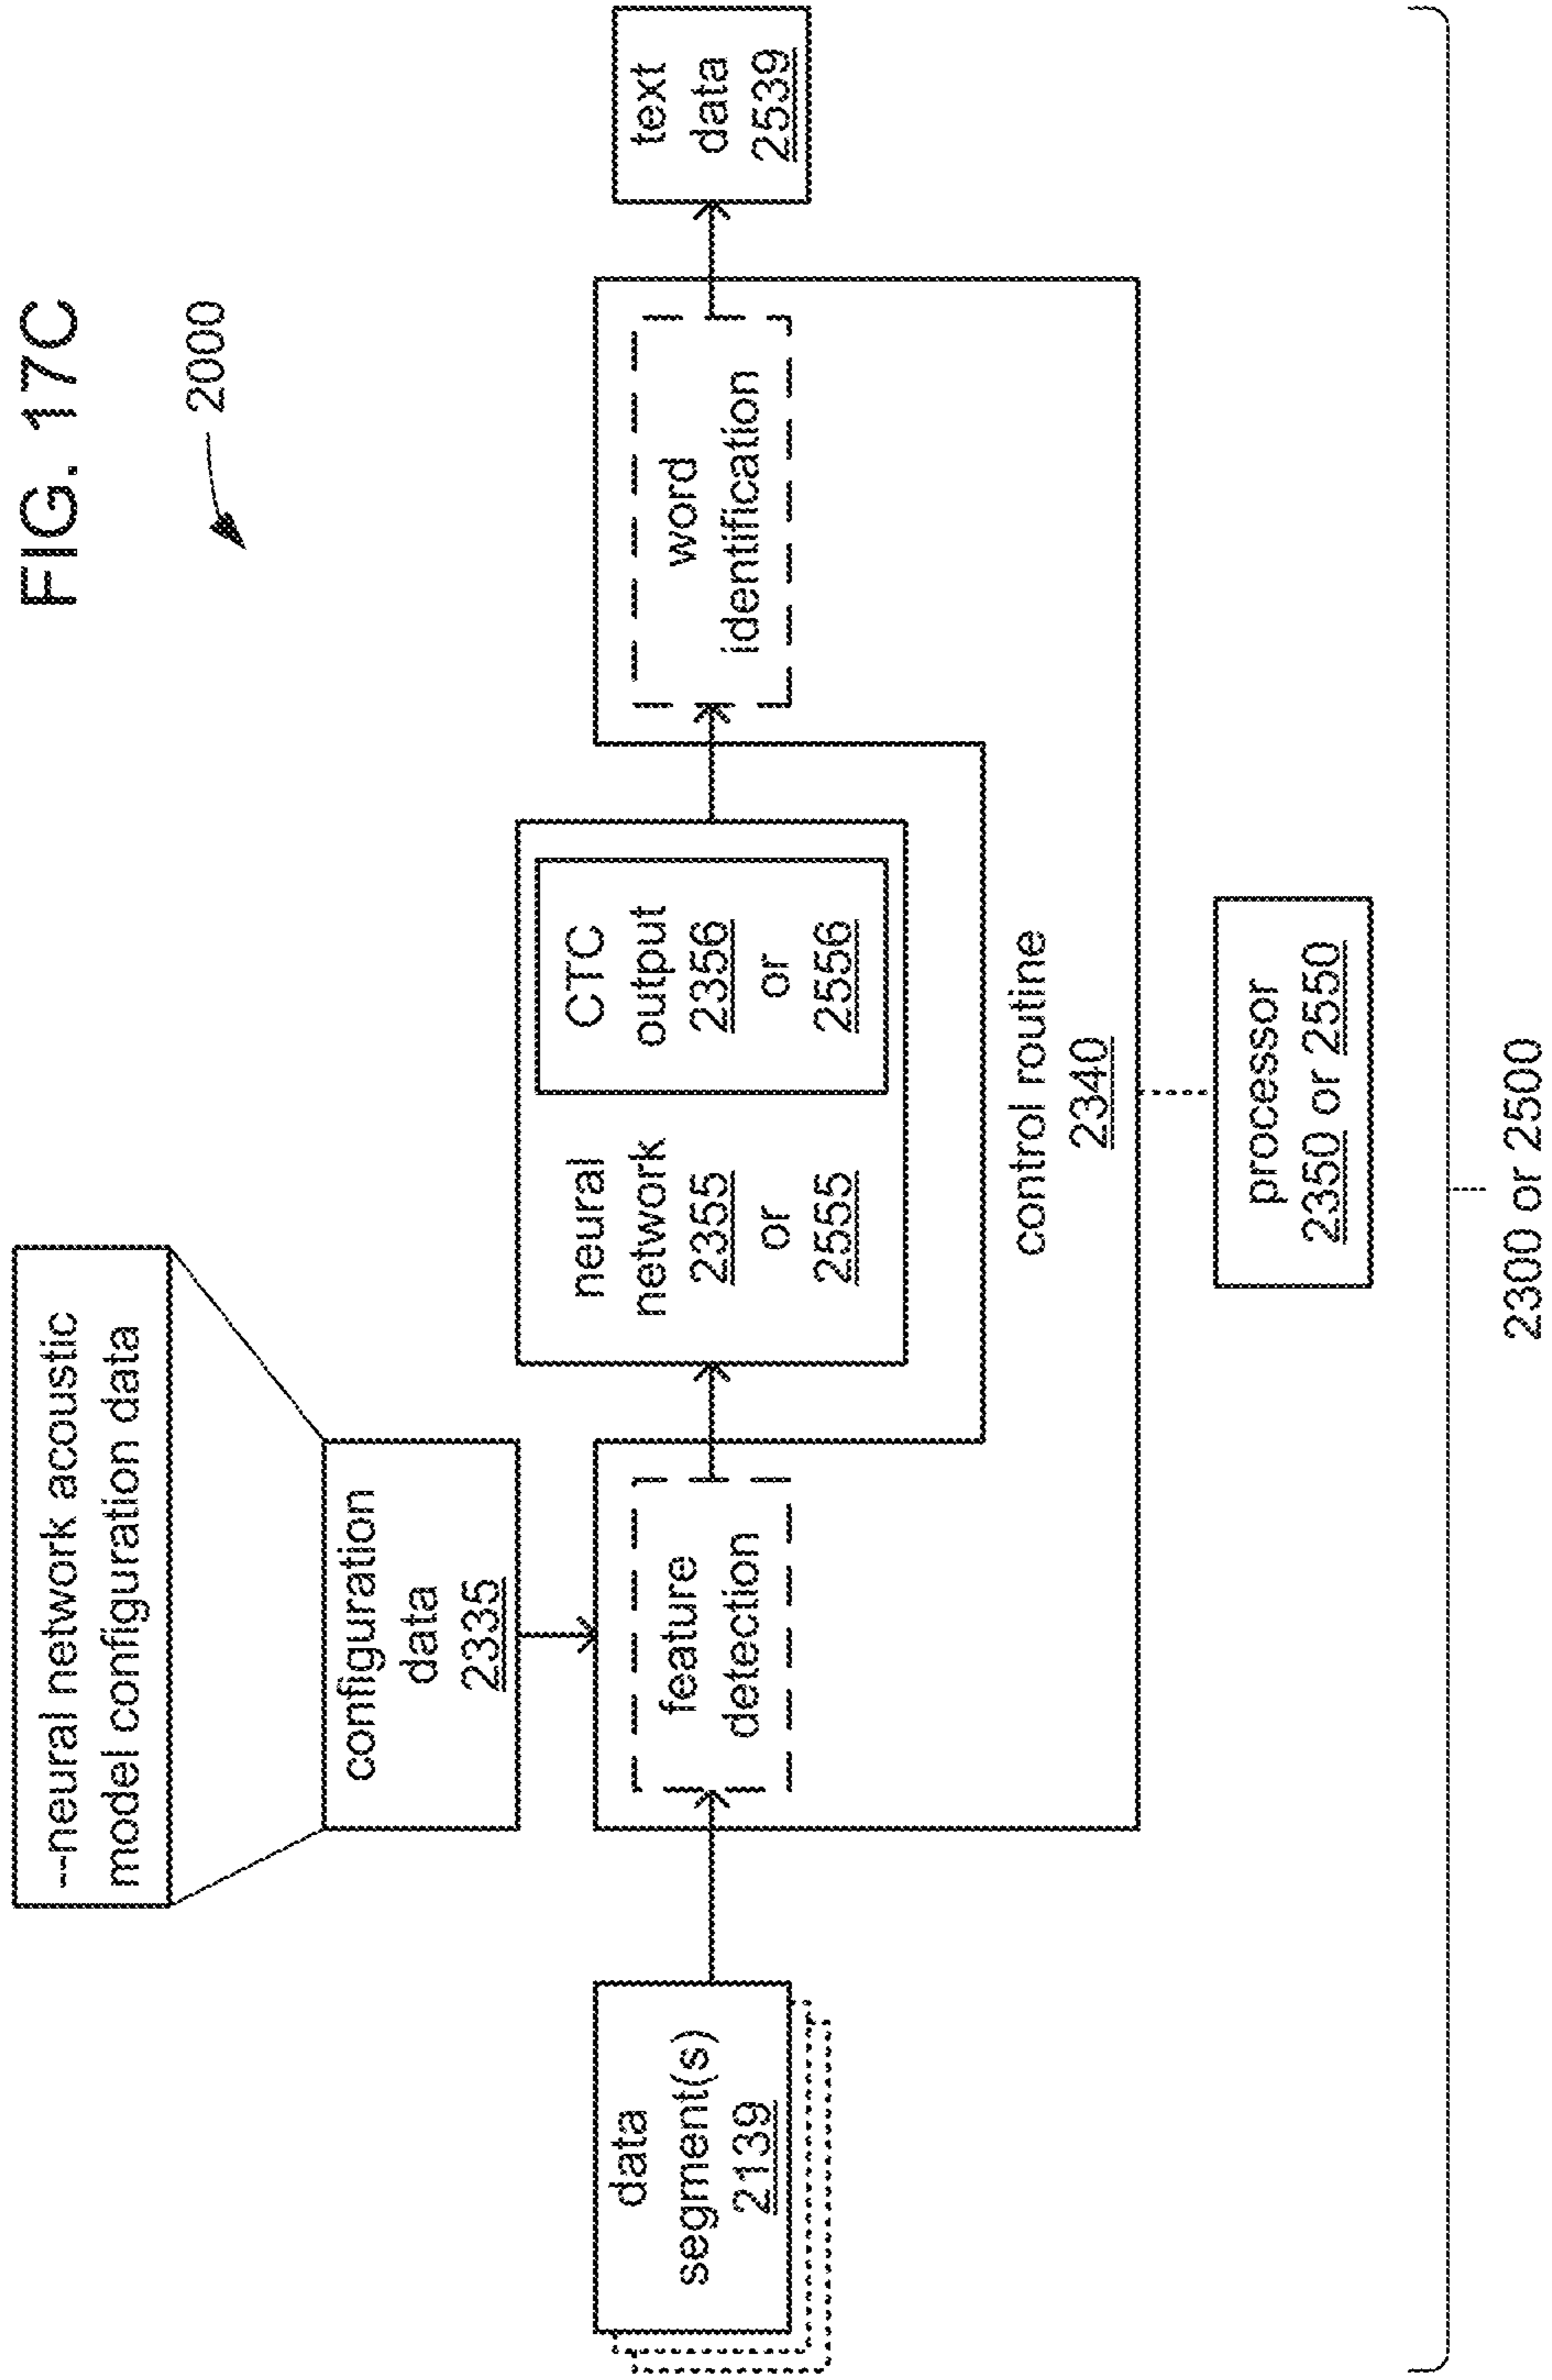 FIG. 17C
2000
--neural network acoustic
model configuration data
configuration
data
2335
data
segment(s)
2139
feature
detection
neural
network
2355
or
2555
CTC
output
2356
or
2556
word
identification
text
data
2539
control routine
2340
processor
2350 or 2550
2300 or 2500